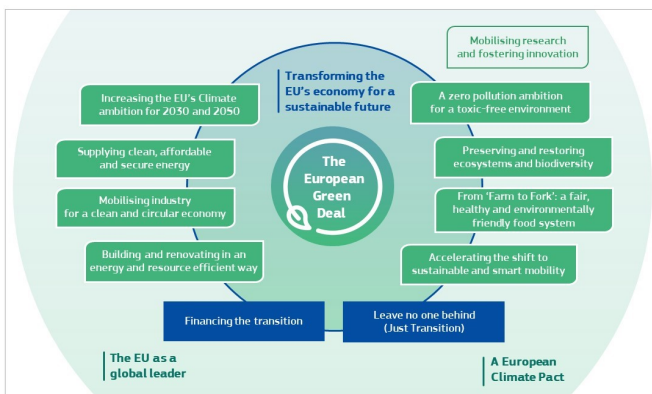 Mobilising research
and fostering innovation
Transforming the
EU's economy for a
sustainable future
Increasing the EU's Climate
ambition for 2030 and 2050
A zero pollution ambition
for a toxic-free environment
Supplying clean, affordable
and secure energy
Preserving and restoring
ecosystems and biodiversity
The
European
Green
Deal
Mobilising industry
for a clean and circular economy
From 'Farm to Fork': a fair,
healthy and environmentally
friendly food system
Building and renovating in an
energy and resource efficient way
Accelerating the shift to
sustainable and smart mobility
Financing the transition
Leave no one behind
(Just Transition)
The EU as a
global leader
A European
Climate Pact